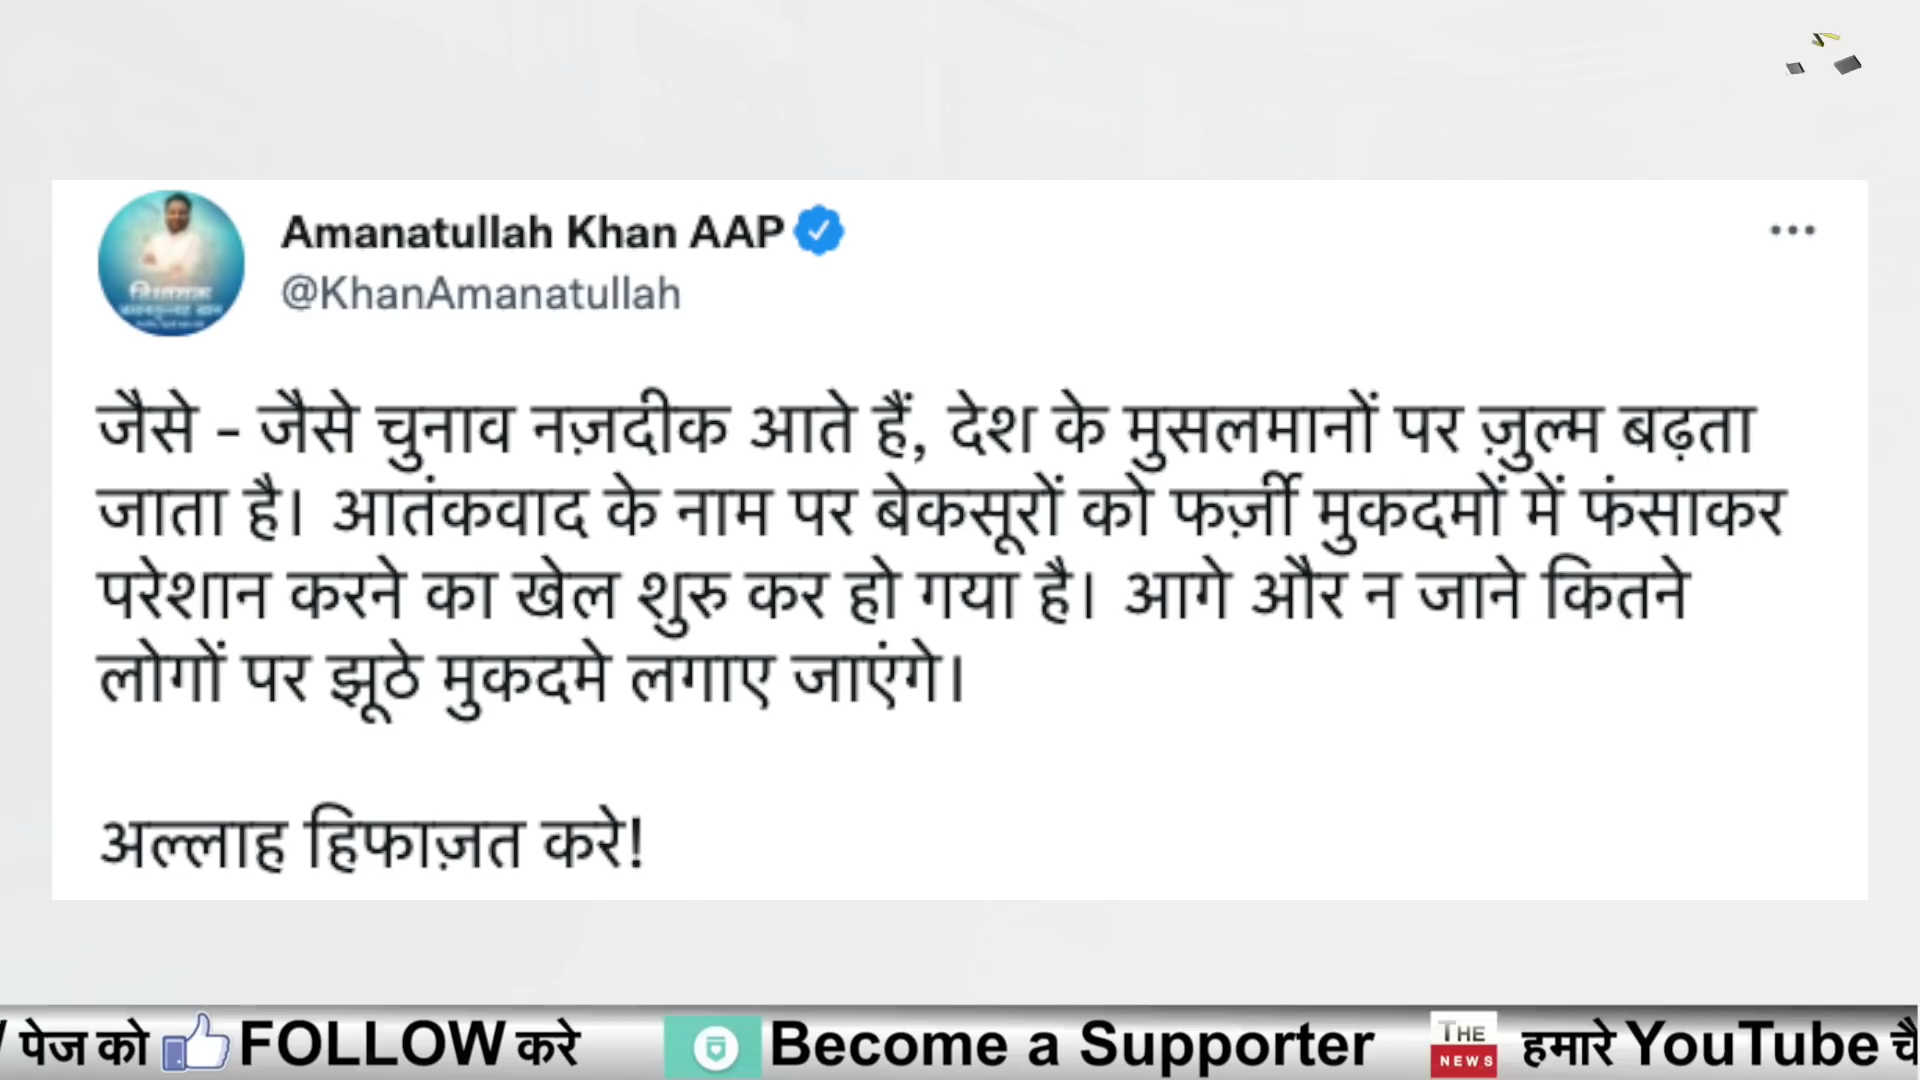 Amanatullah Khan AAP
@KhanAmanatullah
जैसे - जैसे चुनाव नज़दीक आते हैं, देश के मुसलमानों पर ज़ुल्म बढ़ता
जाता है। आतंकवाद के नाम पर बेकसूरों को फर्ज़ी मुकदमों में फंसाकर
परेशान करने का खेल शुरु कर हो गया है। आगे और न जाने कितने
लोगों पर झूठे मुकदमे लगाए जाएंगे।
अल्लाह हिफाज़त करे!
पेज को FOLLOW करे Become a Supporter THE NEWS हमारे YouTube